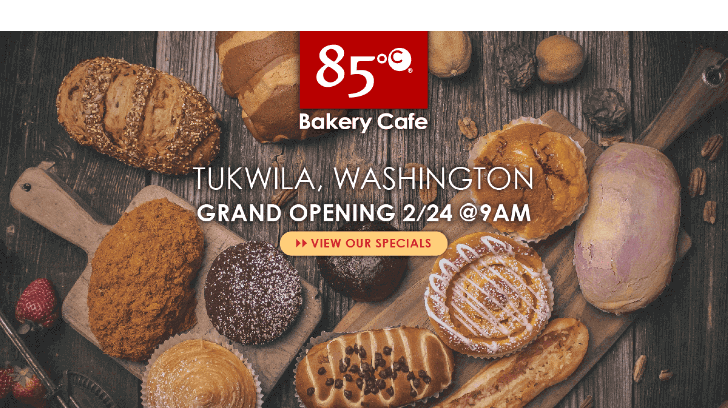 85°C®
Bakery Cafe
TUKWILA, WASHINGTON
GRAND OPENING 2/24 @9AM
VIEW OUR SPECIALS